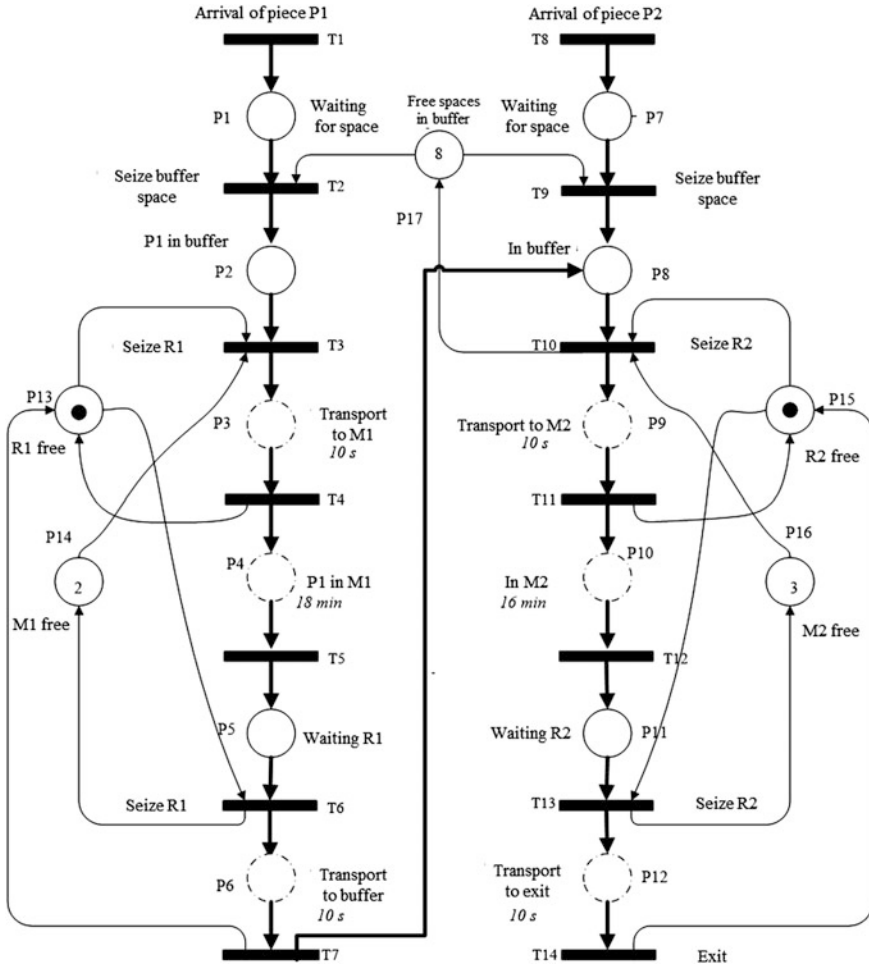 Arrival of piece P1
Arrival of piece P2
T1
T8
P1
Waiting
for space
Free spaces
in buffer
8
Waiting
for space
P7
Seize buffer
space
T2
T9
Seize buffer
space
P17
P1 in buffer
P2
In buffer
P8
Seize R1
T3
T10
Seize R2
P13
P3
Transport
to M1
10 s
Transport to M2
10 s
P9
P15
R1 free
R2 free
T4
T11
P14
P16
P4
P1 in M1
18 min
In M2
16 min
P10
2
3
M1 free
M2 free
T5
T12
P5
Waiting R1
Waiting R2
P11
Seize R1
T6
T13
Seize R2
P6
Transport
to buffer
10 s
Transport
to exit
10 s
P12
T7
T14
Exit